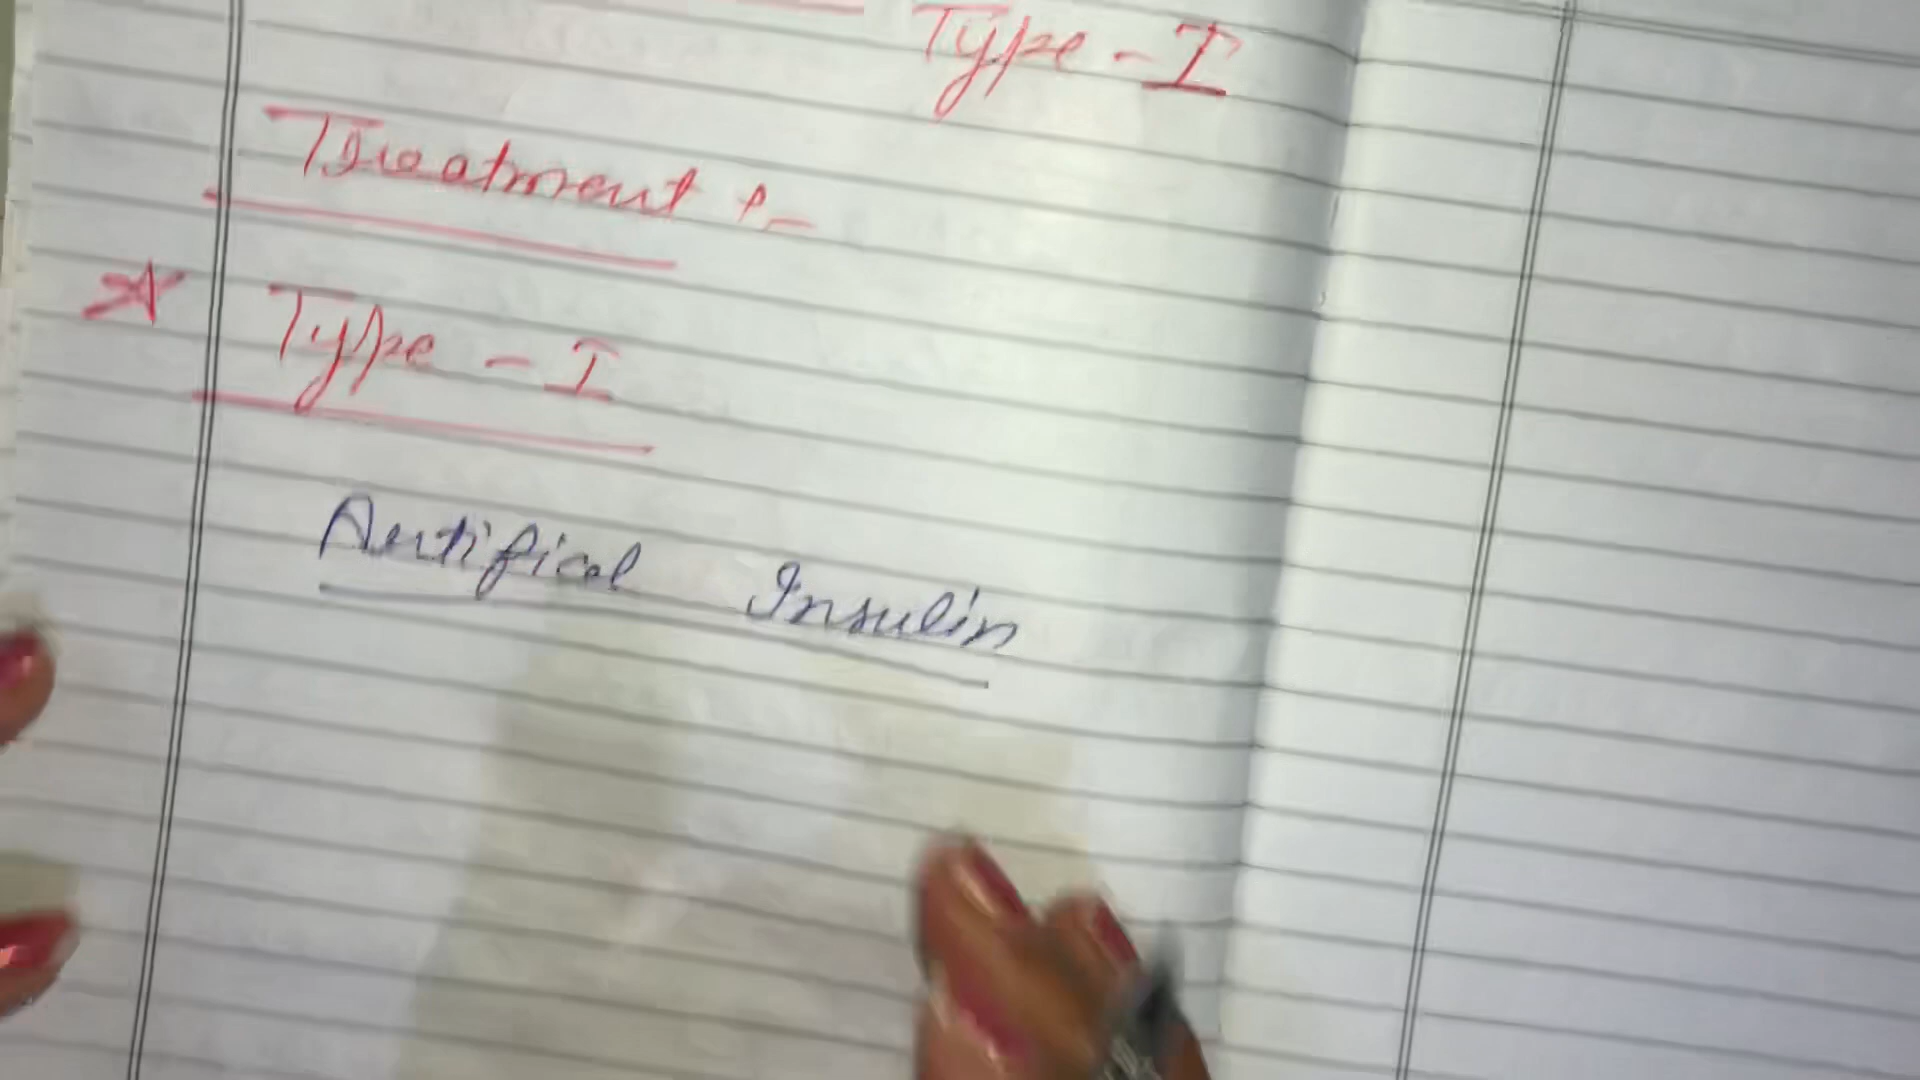 Type - I
Treatment :-
Type - I
Artifical Insulin